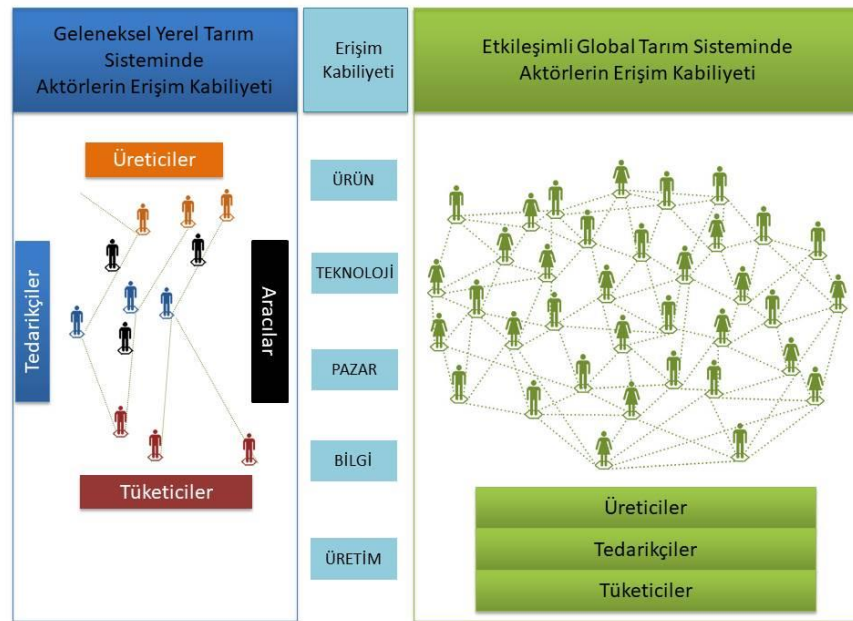 Geleneksel Yerel Tarım
Sisteminde
Aktörlerin Erişim Kabiliyeti
Erişim
Kabiliyeti
Etkileşimli Global Tarım Sisteminde
Aktörlerin Erişim Kabiliyeti
Üreticiler
Tedarikçiler
Aracılar
Tüketiciler
ÜRÜN
TEKNOLOJİ
PAZAR
BİLGİ
ÜRETİM
Üreticiler
Tedarikçiler
Tüketiciler